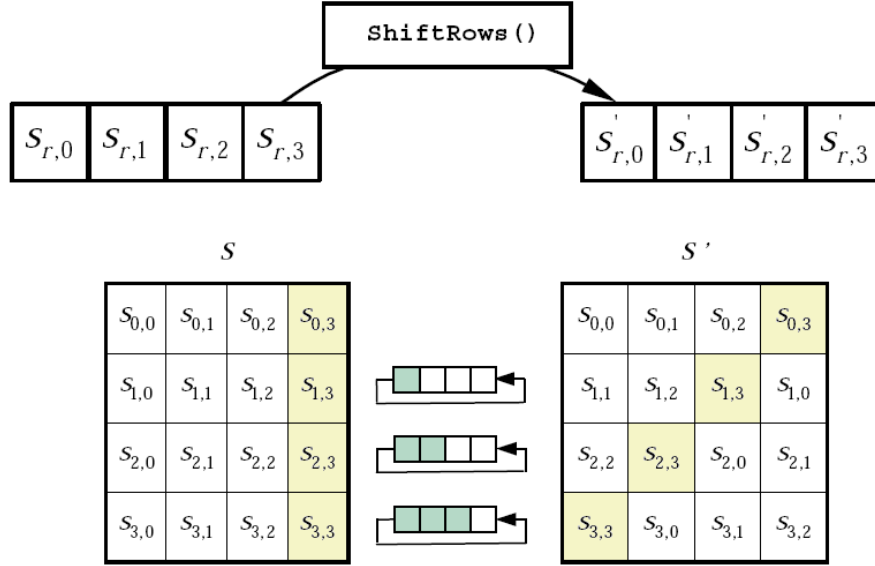 ShiftRows()
S r,0 S r,1 S r,2 S r,3 S' r,0 S' r,1 S' r,2 S' r,3
S S'
S0,0 S0,1 S0,2 S0,3 S0,0 S0,1 S0,2 S0,3
S1,0 S1,1 S1,2 S1,3 S1,1 S1,2 S1,3 S1,0
S2,0 S2,1 S2,2 S2,3 S2,2 S2,3 S2,0 S2,1
S3,0 S3,1 S3,2 S3,3 S3,3 S3,0 S3,1 S3,2